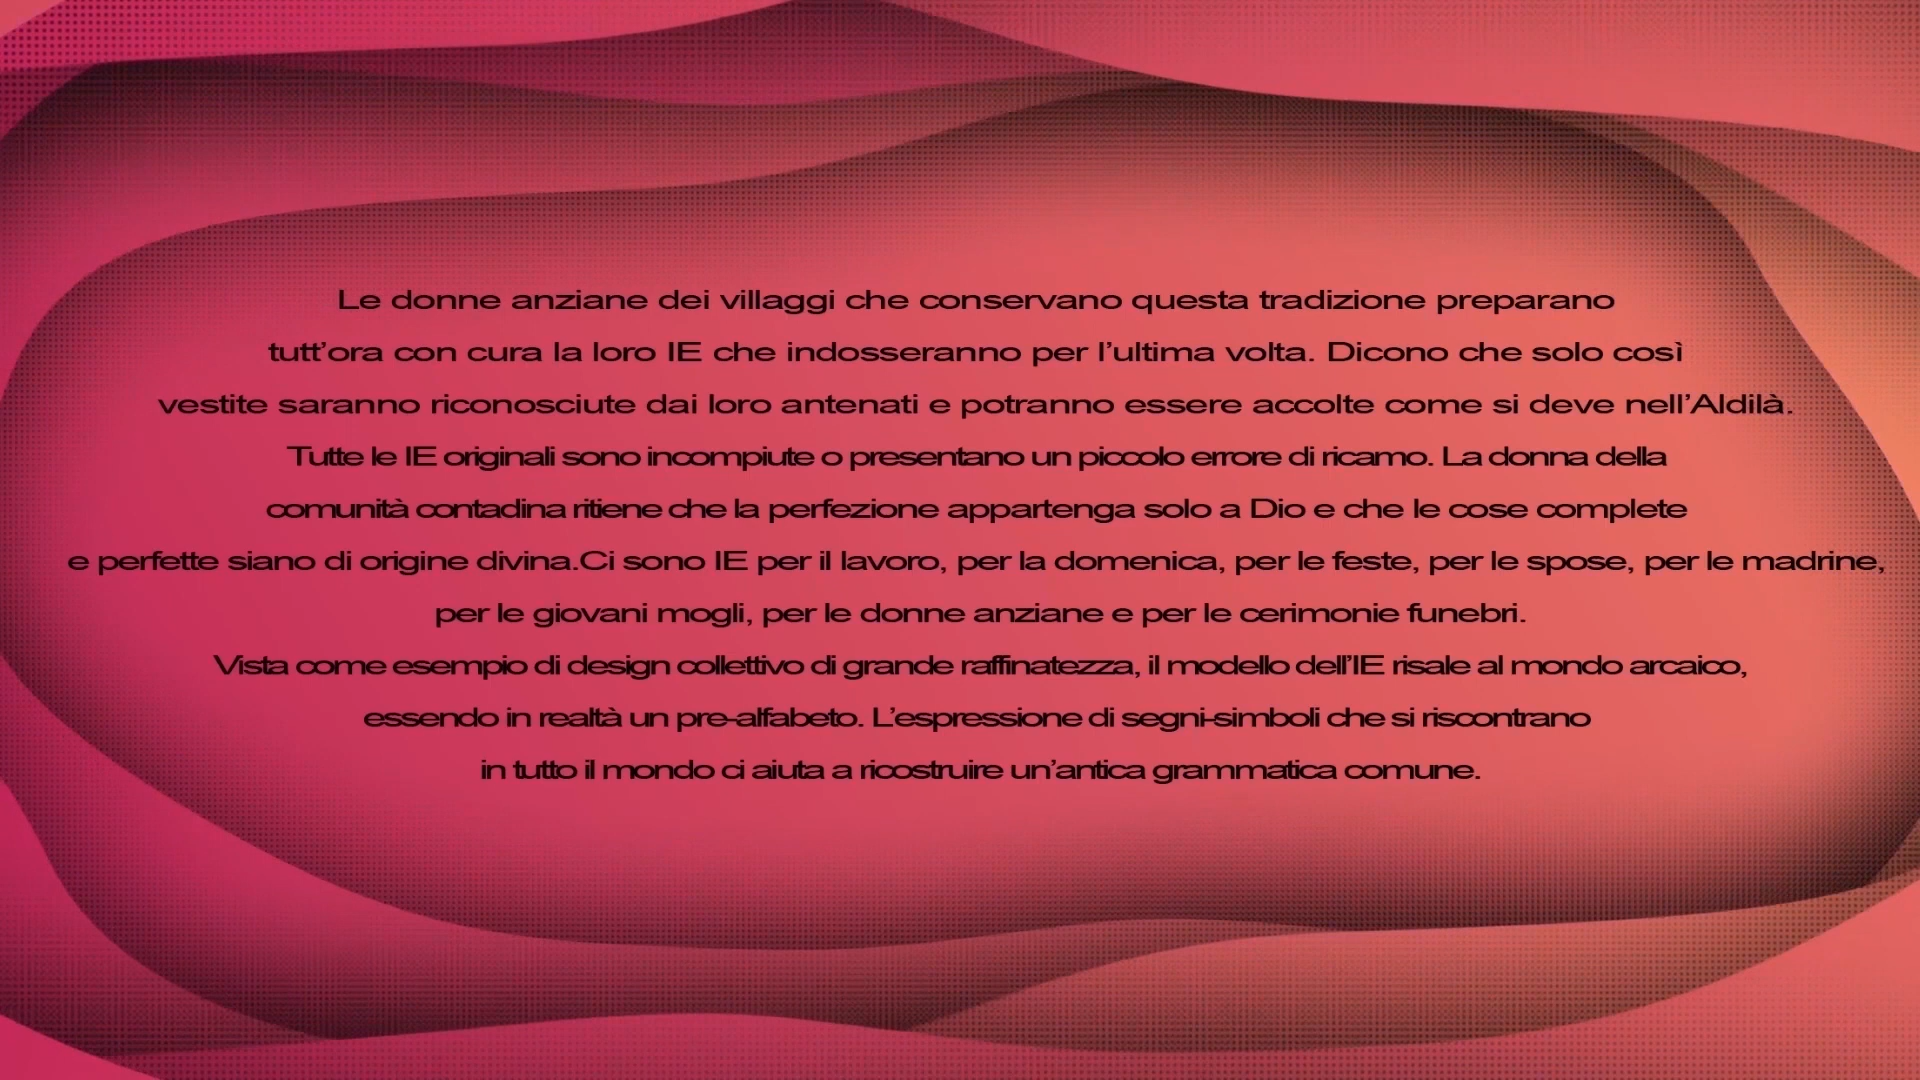 Le donne anziane dei villaggi che conservano questa tradizione preparano
tutt’ora con cura la loro IE che indosseranno per l’ultima volta. Dicono che solo così
vestite saranno riconosciute dai loro antenati e potranno essere accolte come si deve nell’Aldilà.
Tutte le IE originali sono incompiute o presentano un piccolo errore di ricamo. La donna della
comunità contadina ritiene che la perfezione appartenga solo a Dio e che le cose complete
e perfette siano di origine divina.Ci sono IE per il lavoro, per la domenica, per le feste, per le spose, per le madrine,
per le giovani mogli, per le donne anziane e per le cerimonie funebri.
Vista come esempio di design collettivo di grande raffinatezza, il modello dell’IE risale al mondo arcaico,
essendo in realtà un pre-alfabeto. L’espressione di segni-simboli che si riscontrano
in tutto il mondo ci aiuta a ricostruire un’antica grammatica comune.